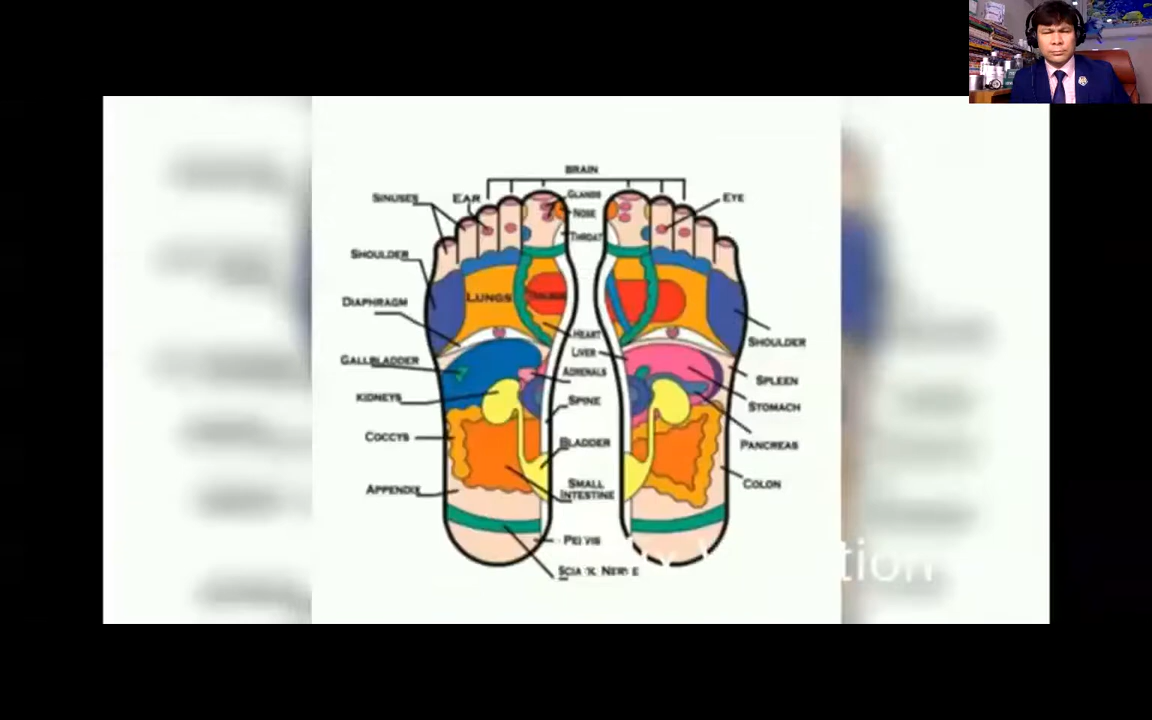 BRAIN
SINUSES
EAR
GLANDS
NOSE
THROAT
EYE
SHOULDER
LUNGS
DIAPHRAGM
HEART
LIVER
ADRENALS
SHOULDER
GALLBLADDER
KIDNEYS
SPINE
SPLEEN
STOMACH
COCCYS
BLADDER
PANCREAS
APPENDIX
SMALL
INTESTINE
COLON
PELVIS
tion